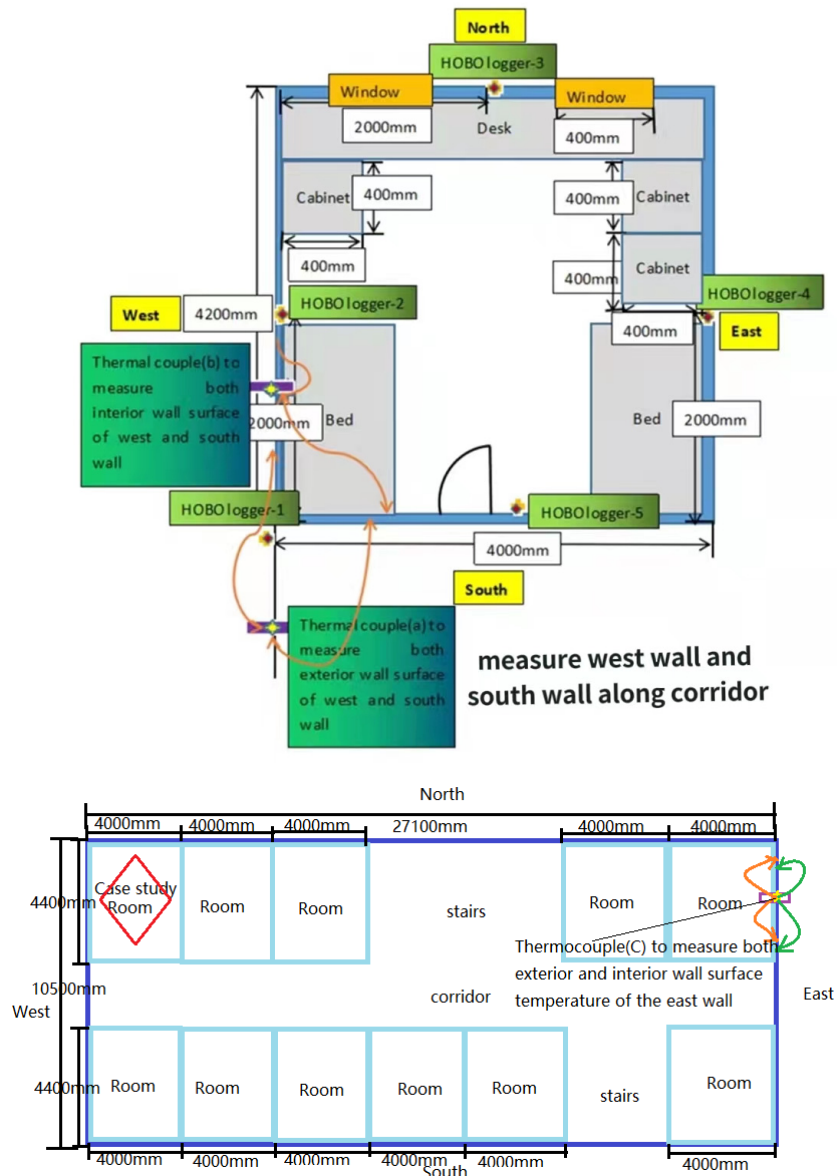 North
HOBO logger-3
Window
Window
2000mm
Desk
400mm
Cabinet
400mm
400mm
Cabinet
400mm
400mm
Cabinet
HOBO logger-2
HOBO logger-4
West
4200mm
400mm
East
Thermal couple(b) to
measure both
interior wall surface
of west and south
wall
2000mm
Bed
Bed
2000mm
HOBO logger-1
HOBO logger-5
4000mm
South
Thermal couple(a) to
measure both
exterior wall surface
of west and south
wall
measure west wall and
south wall along corridor
North
4000mm
4000mm
4000mm
27100mm
4000mm
4000mm
4400mm
Case study
Room
Room
Room
stairs
Room
Room
Thermocouple(C) to measure both
exterior and interior wall surface
temperature of the east wall
10500mm
West
corridor
East
4400mm
Room
Room
Room
Room
Room
stairs
Room
4000mm
4000mm
4000mm
4000mm
4000mm
South
4000mm